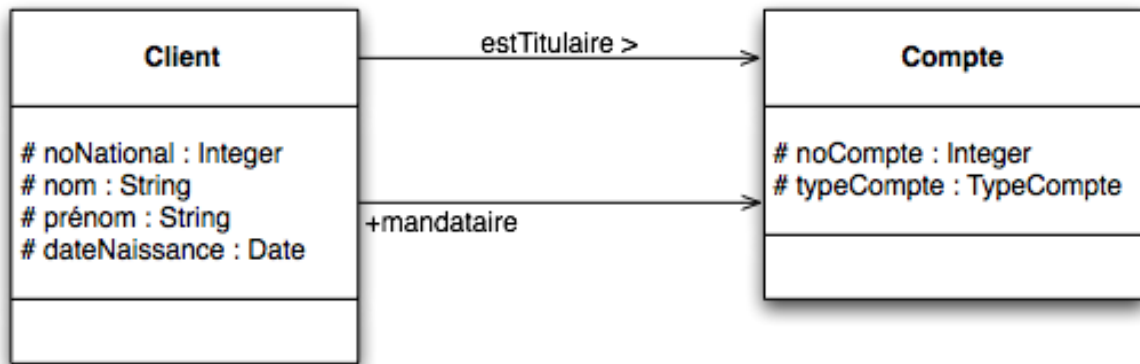 Client
# noNational : Integer
# nom : String
# prénom : String
# dateNaissance : Date
estTitulaire >
+mandataire
Compte
# noCompte : Integer
# typeCompte : TypeCompte